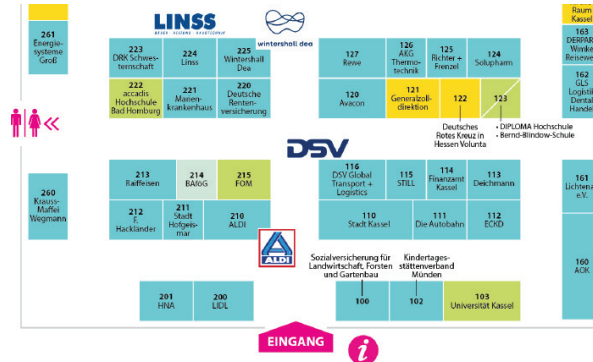 261
Energie-
systeme
Groß
LINSS
wintershall dea
Raum
Kassel
163
DERPAR
Wimke
Reisewe
223
DRK Schwes-
ternschaft
224
Linss
225
Wintershall
Dea
127
Rewe
126
AKG
Thermo-
technik
125
Richter +
Frenzel
124
Solupharm
222
accadis
Hochschule
Bad Homburg
221
Marien-
krankenhaus
220
Deutsche
Renten-
versicherung
120
Avacon
121
Generalzoll-
direktion
122
123
162
GLS
Logistik
Dental
Handel
Deutsches
Rotes Kreuz in
Hessen Volunta
• DIPLOMA Hochschule
• Bernd-Blindow-Schule
DSV
260
Krauss-
Maffei
Wegmann
213
Raiffeisen
214
BAföG
215
FOM
116
DSV Global
Transport +
Logistics
115
STILL
114
Finanzamt
Kassel
113
Deichmann
161
Lichtena
e.V.
212
F.
Hackländer
211
Stadt
Hofgeis-
mar
210
ALDI
110
Stadt Kassel
111
Die Autobahn
112
ECKD
160
AOK
ALDI
Sozialversicherung für
Landwirtschaft, Forsten
und Gartenbau
Kindertages-
stättenverband
Münden
201
HNA
200
LIDL
100
102
103
Universität Kassel
EINGANG
i